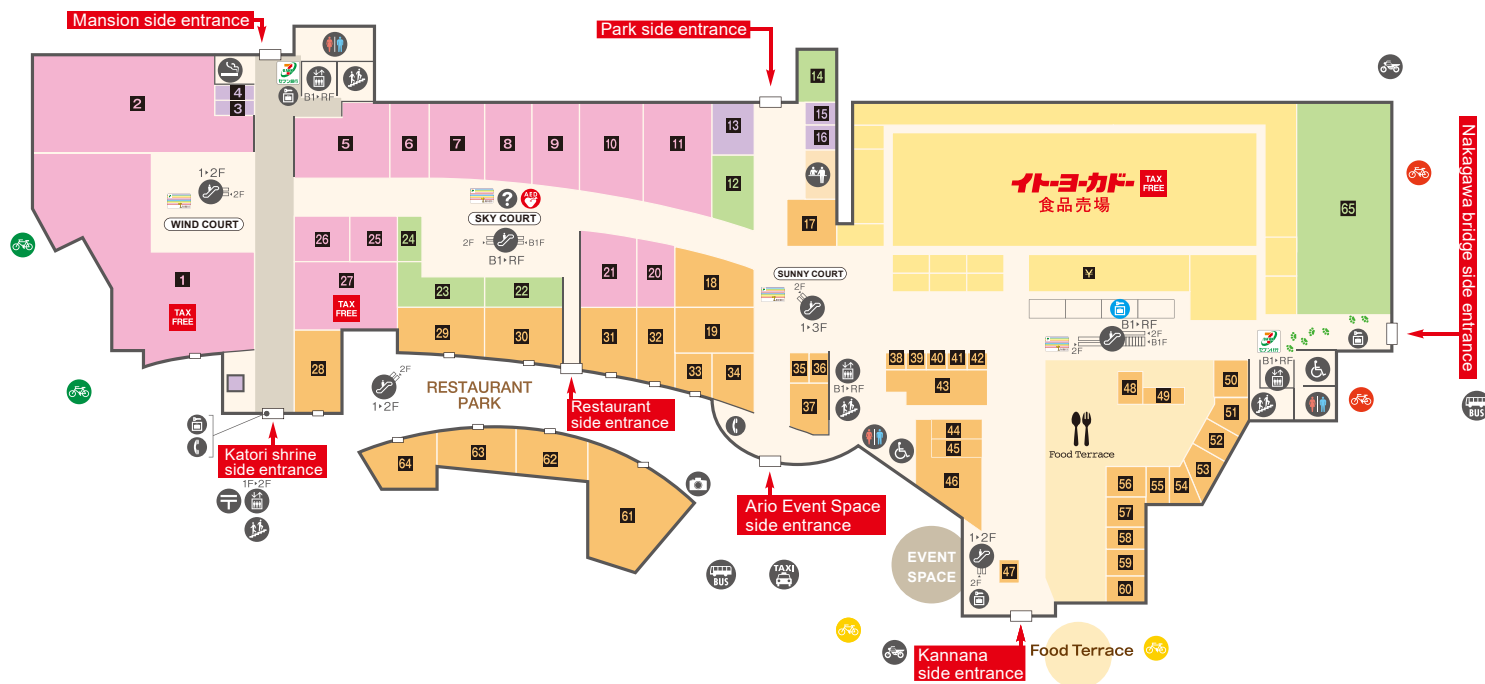 Mansion side entrance
Park side entrance
Nakagawa bridge side entrance
2
4
3
B1▸RF
5
6
7
8
9
10
11
13
12
14
15
16
17
イトーヨーカドー
TAX FREE
食品売場
65
1▸2F
2F
WIND COURT
1
TAX FREE
26
25
24
27
TAX FREE
23
22
?
AED
SKY COURT
2F
B1F
B1▸RF
21
20
18
19
SUNNY COURT
2F
1▸3F
¥
B1▸RF
2F
B1F
2F
28
29
30
31
32
33
34
35
36
37
B1▸RF
38
39
40
41
42
43
44
45
46
47
48
49
50
51
52
53
54
55
56
57
58
59
60
B1▸RF
2F
1▸2F
RESTAURANT
PARK
Restaurant
side entrance
Katori shrine
side entrance
1F▸2F
64
63
62
61
Ario Event Space
side entrance
BUS
TAXI
BUS
EVENT
SPACE
1▸2F
2F
Food Terrace
Kannana
side entrance
Food Terrace